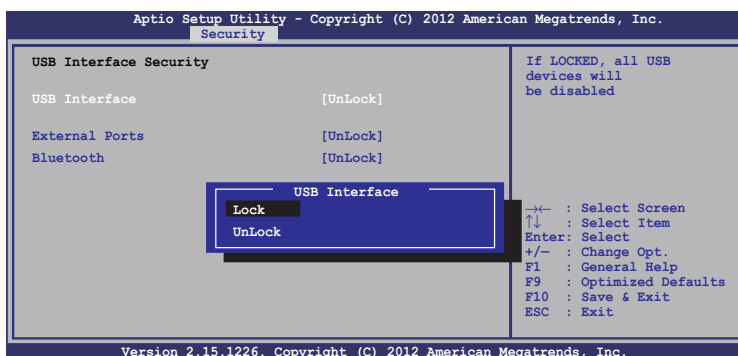 Aptio Setup Utility - Copyright (C) 2012 American Megatrends, Inc.
Security
USB Interface Security
USB Interface [UnLock]
External Ports [UnLock]
Bluetooth [UnLock]
USB Interface
Lock
UnLock
If LOCKED, all USB
devices will
be disabled
→← : Select Screen
↑↓ : Select Item
Enter: Select
+/— : Change Opt.
F1 : General Help
F9 : Optimized Defaults
F10 : Save & Exit
ESC : Exit
Version 2.15.1226. Copyright (C) 2012 American Megatrends, Inc.